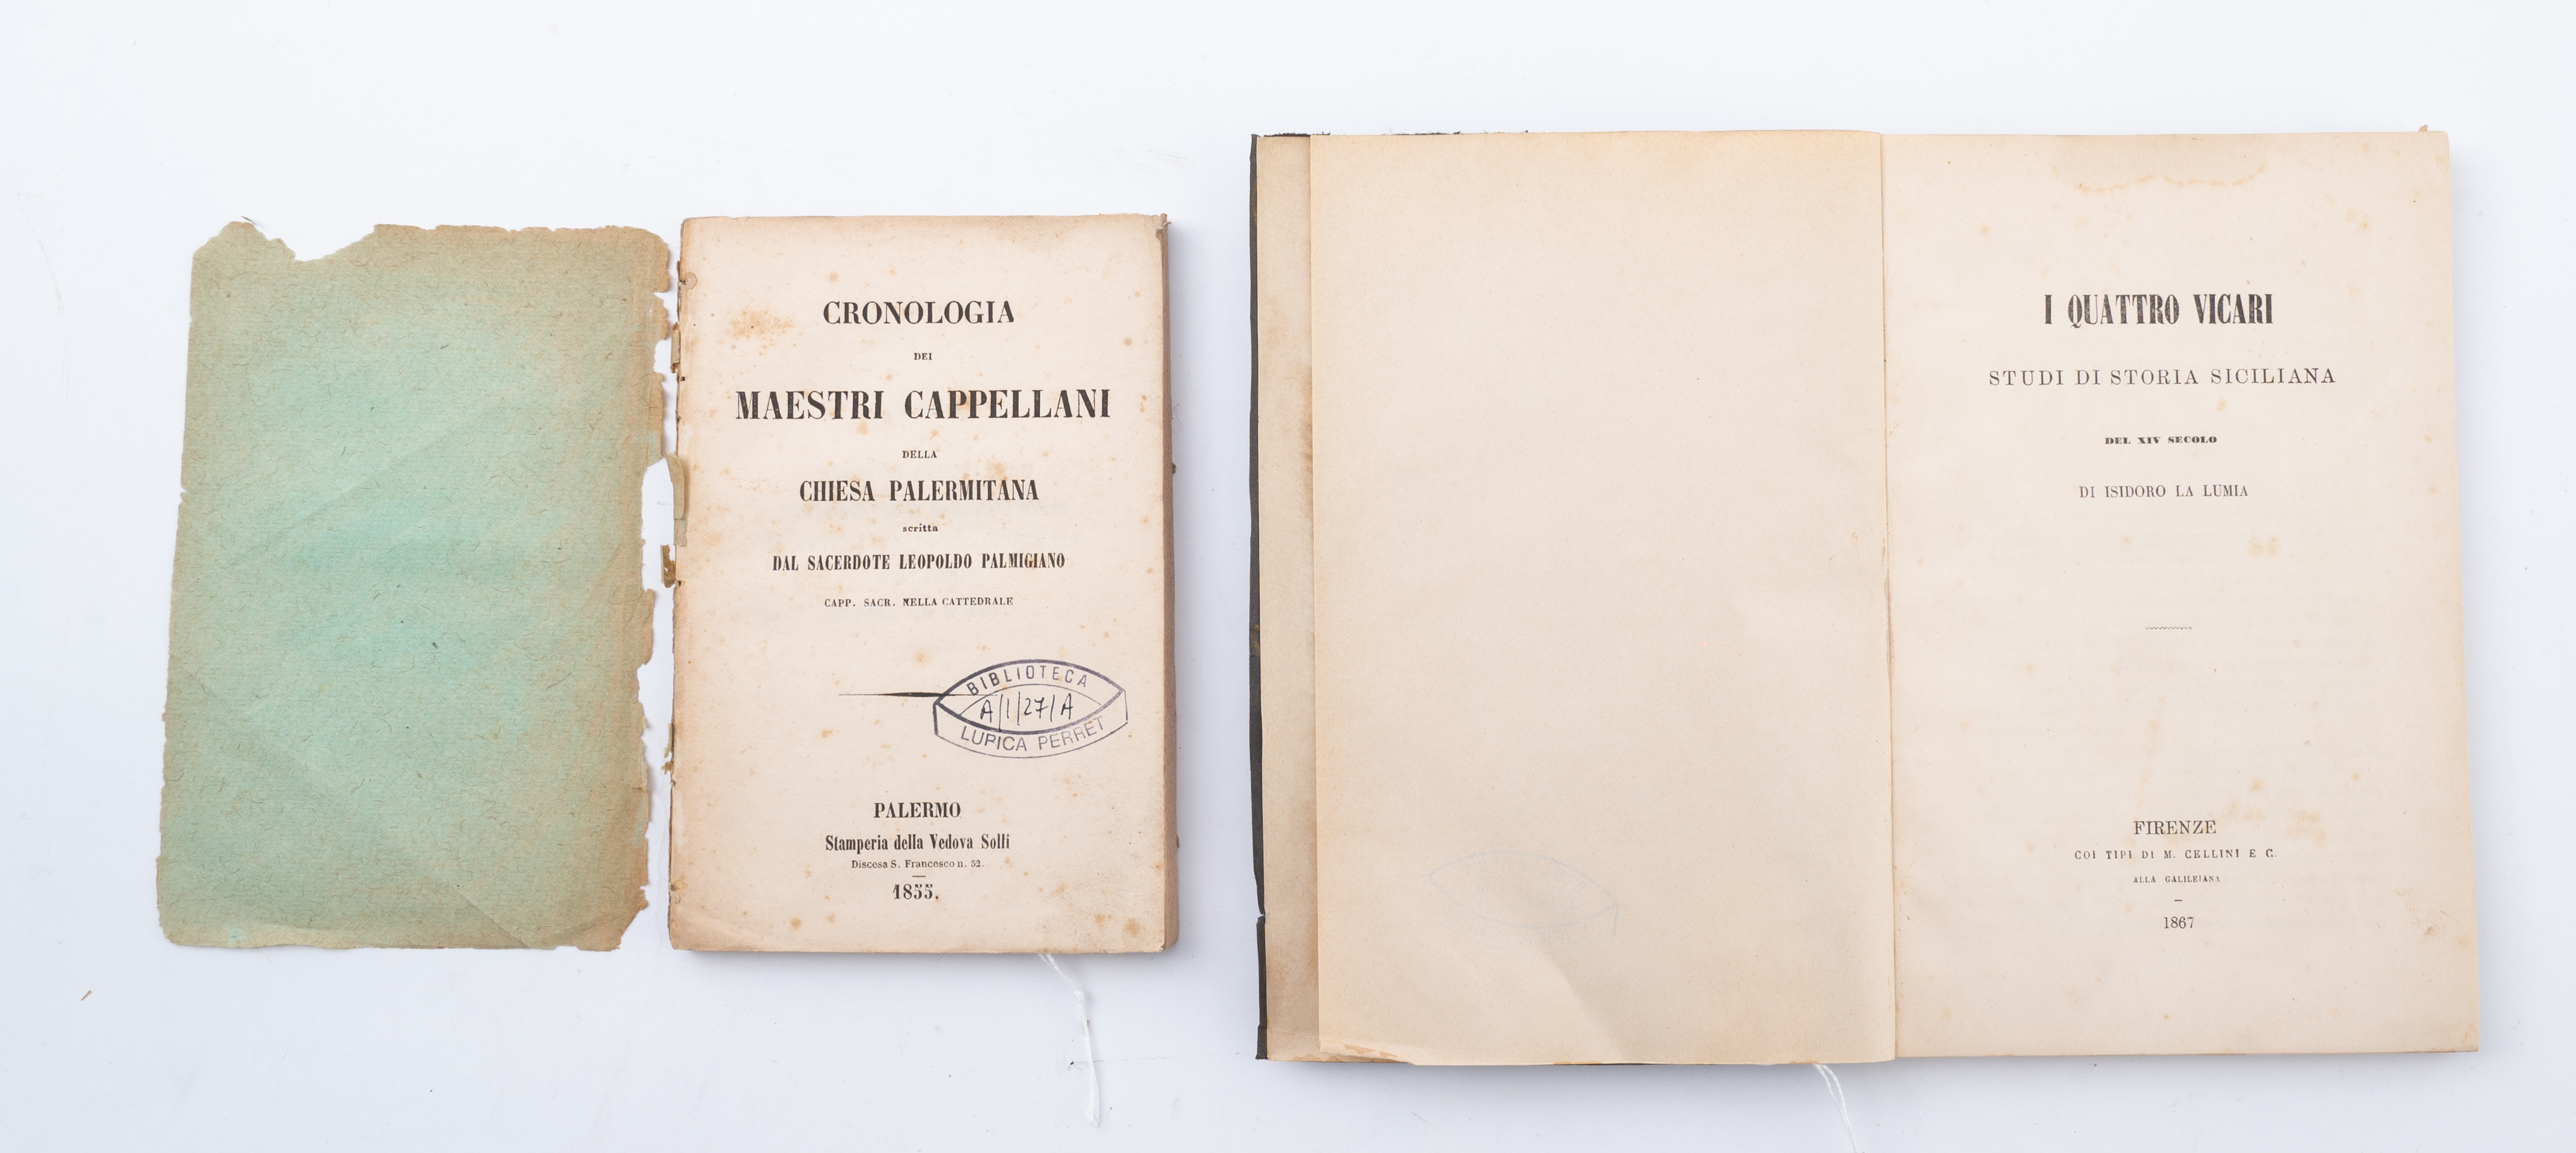 CRONOLOGIA
DEI
MAESTRI CAPPELLANI
DELLA
CHIESA PALERMITANA
scritta
DAL SACERDOTE LEOPOLDO PALMIGIANO
CAPP. SACR. NELLA CATTEDRALE
BIBLIOTECA
A/1/27/A
LUPICA PERRET
PALERMO
Stamperia della Vedova Solli
Discesa S. Francesco n. 52.
1855.
I QUATTRO VICARI
STUDI DI STORIA SICILIANA
DEL XIV SECOLO
DI ISIDORO LA LUMIA
FIRENZE
COI TIPI DI M. CELLINI E C.
ALLA GALILEIANA
1867